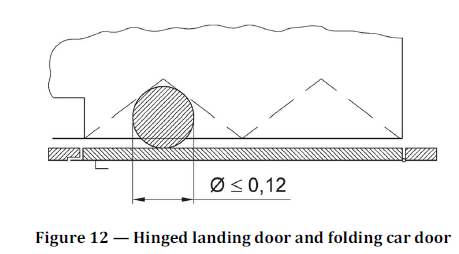 Ø ≤ 0,12
Figure 12 — Hinged landing door and folding car door